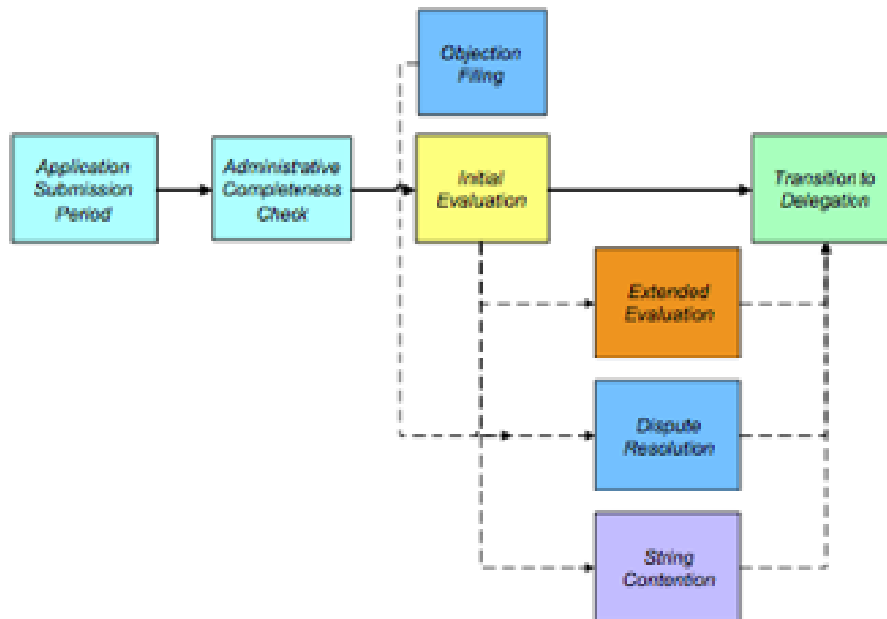 Objection
Filing
Application
Submission
Period
Administrative
Completeness
Check
Initial
Evaluation
Transition to
Delegation
Extended
Evaluation
Dispute
Resolution
String
Contention